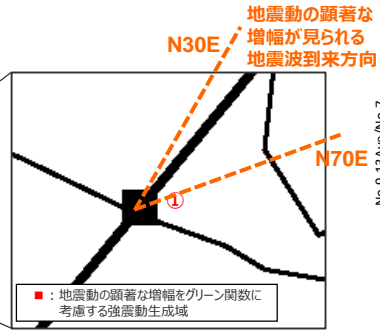 地震動の顕著な
増幅が見られる
地震波到来方向
N30E
N70E
①
■：地震動の顕著な増幅をグリーン関数に
考慮する強震動生成域